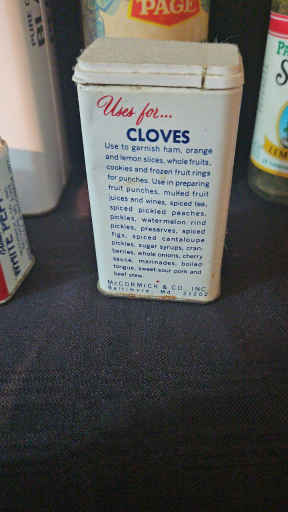 PAGE
Uses for...
CLOVES
Use to garnish ham, orange
and lemon slices, whole fruits,
cookies and frozen fruit rings
for punches. Use in preparing
fruit punches, mulled fruit
juices and wines, spiced tea,
spiced pickled peaches,
pickles, watermelon rind
pickles, preserves, spiced
figs, spiced cantaloupe
pickles, sugar syrups, cran-
berries, whole onions, cherry
sauce, marinades, boiled
tongue, sweet sour pork and
beef stew.
McCORMICK & CO., INC.
Baltimore, Md. 21202
WHITE PEPP